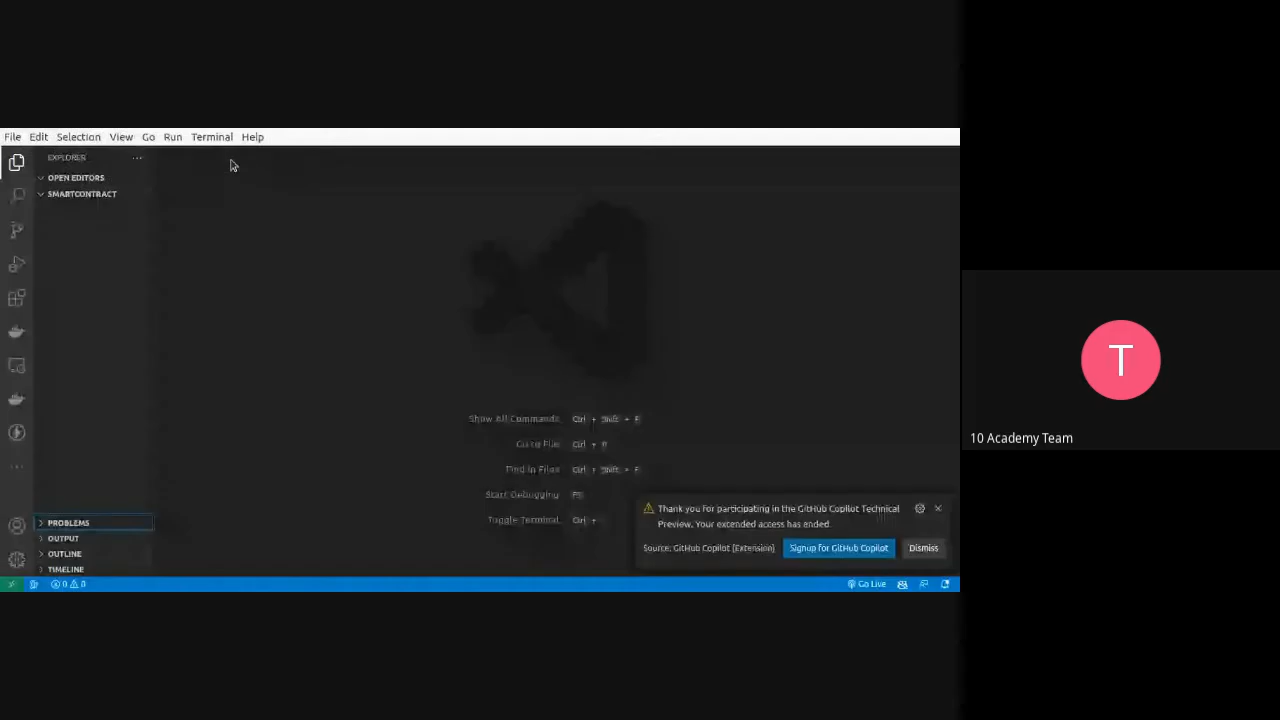 File Edit Selection View Go Run Terminal Help
EXPLORER
OPEN EDITORS
SMARTCONTRACT
Show All Commands Ctrl + Shift + P
Go to File Ctrl + P
Find in Files Ctrl + Shift + F
Start Debugging F5
Toggle Terminal Ctrl +
PROBLEMS
OUTPUT
OUTLINE
TIMELINE
Thank you for participating in the GitHub Copilot Technical
Preview. Your extended access has ended.
Source: GitHub Copilot (Extension) Signup for GitHub Copilot Dismiss
0 0 Go Live
T
10 Academy Team